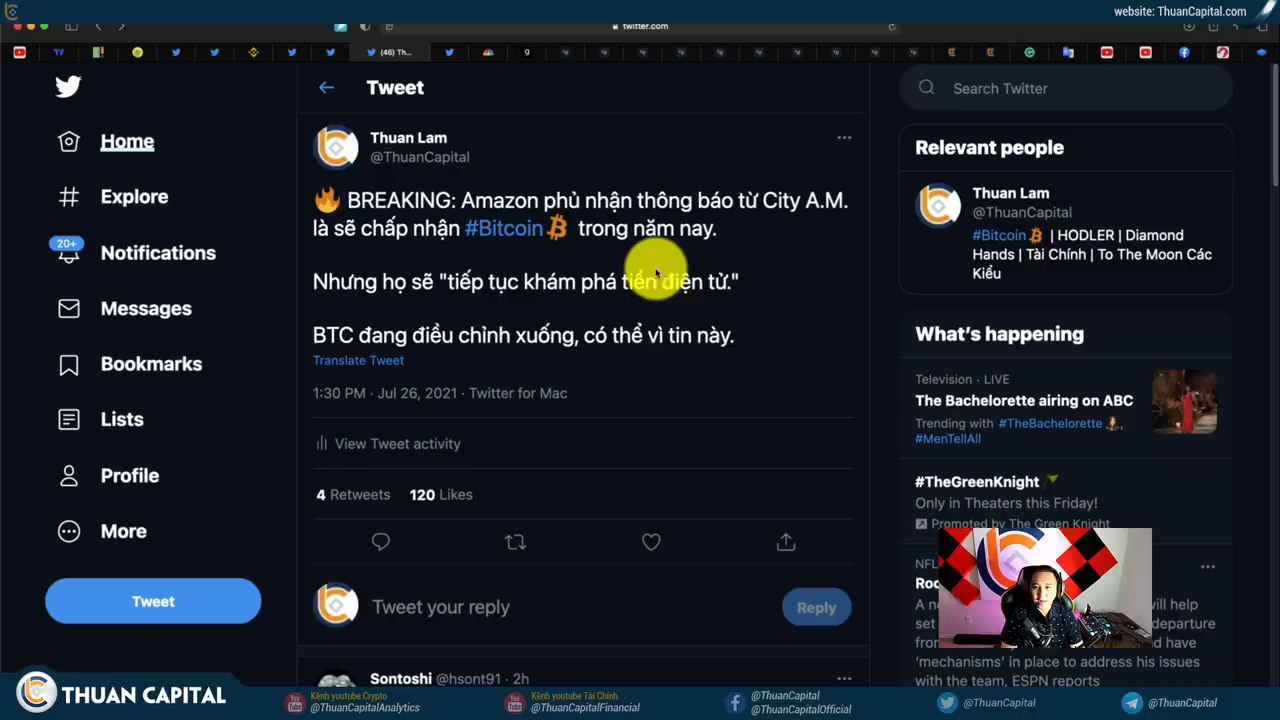 website: ThuanCapital.com
twitter.com
(46) Th...
Tweet
Search Twitter
Home
Explore
20+
Notifications
Messages
Bookmarks
Lists
Profile
More
Tweet
Thuan Lam
@ThuanCapital
🔥 BREAKING: Amazon phủ nhận thông báo từ City A.M.
là sẽ chấp nhận #Bitcoin trong năm nay.
Nhưng họ sẽ "tiếp tục khám phá tiền điện tử."
BTC đang điều chỉnh xuống, có thể vì tin này.
Translate Tweet
1:30 PM · Jul 26, 2021 · Twitter for Mac
View Tweet activity
4 Retweets 120 Likes
Tweet your reply
Reply
Sontoshi @hsont91 · 2h
Relevant people
Thuan Lam
@ThuanCapital
#Bitcoin | HODLER | Diamond
Hands | Tài Chính | To The Moon Các
Kiểu
What's happening
Television · LIVE
The Bachelorette airing on ABC
Trending with #TheBachelorette,
#MenTellAll
#TheGreenKnight
Only in Theaters this Friday!
Promoted by The Green Knight
NFL
A will help
set departure
have
'mechanisms' in place to address his issues
with the team, ESPN reports
THUAN CAPITAL
Kênh youtube Crypto
@ThuanCapitalAnalytics
Kênh youtube Tài Chính
@ThuanCapitalFinancial
@ThuanCapital
@ThuanCapitalOfficial
@ThuanCapital
@ThuanCapital